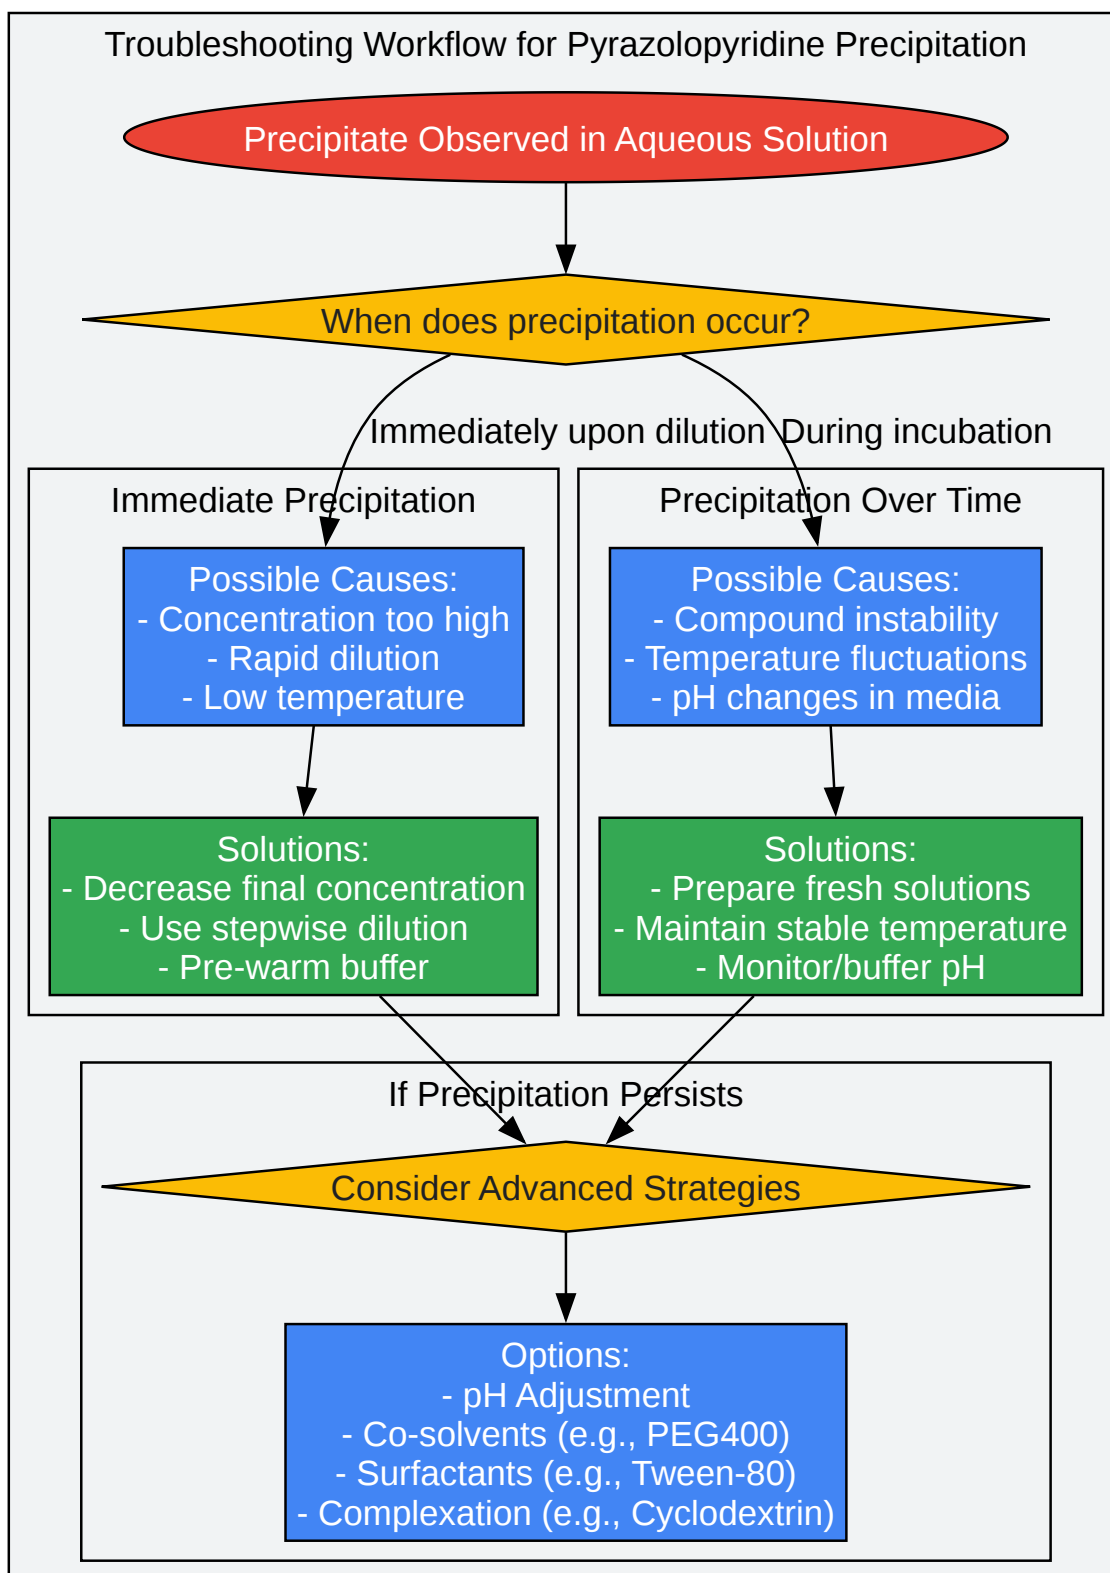 Troubleshooting Workflow for Pyrazolopyridine Precipitation
Precipitate Observed in Aqueous Solution
When does precipitation occur?
Immediately upon dilution
During incubation
Immediate Precipitation
Possible Causes:
- Concentration too high
- Rapid dilution
- Low temperature
Solutions:
- Decrease final concentration
- Use stepwise dilution
- Pre-warm buffer
Precipitation Over Time
Possible Causes:
- Compound instability
- Temperature fluctuations
- pH changes in media
Solutions:
- Prepare fresh solutions
- Maintain stable temperature
- Monitor/buffer pH
If Precipitation Persists
Consider Advanced Strategies
Options:
- pH Adjustment
- Co-solvents (e.g., PEG400)
- Surfactants (e.g., Tween-80)
- Complexation (e.g., Cyclodextrin)